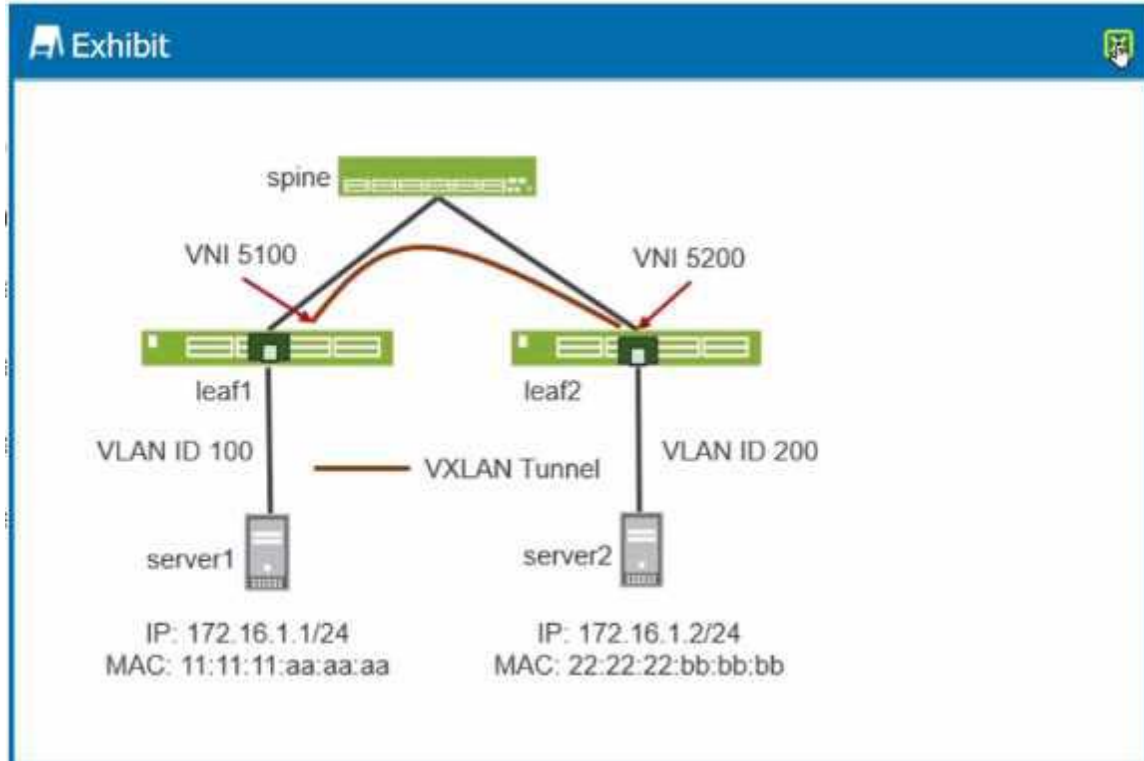 Exhibit
spine
VNI 5100
VNI 5200
leaf1
leaf2
VLAN ID 100
VXLAN Tunnel
VLAN ID 200
server1
server2
IP: 172.16.1.1/24
MAC: 11:11:11:aa:aa:aa
IP: 172.16.1.2/24
MAC: 22:22:22:bb:bb:bb